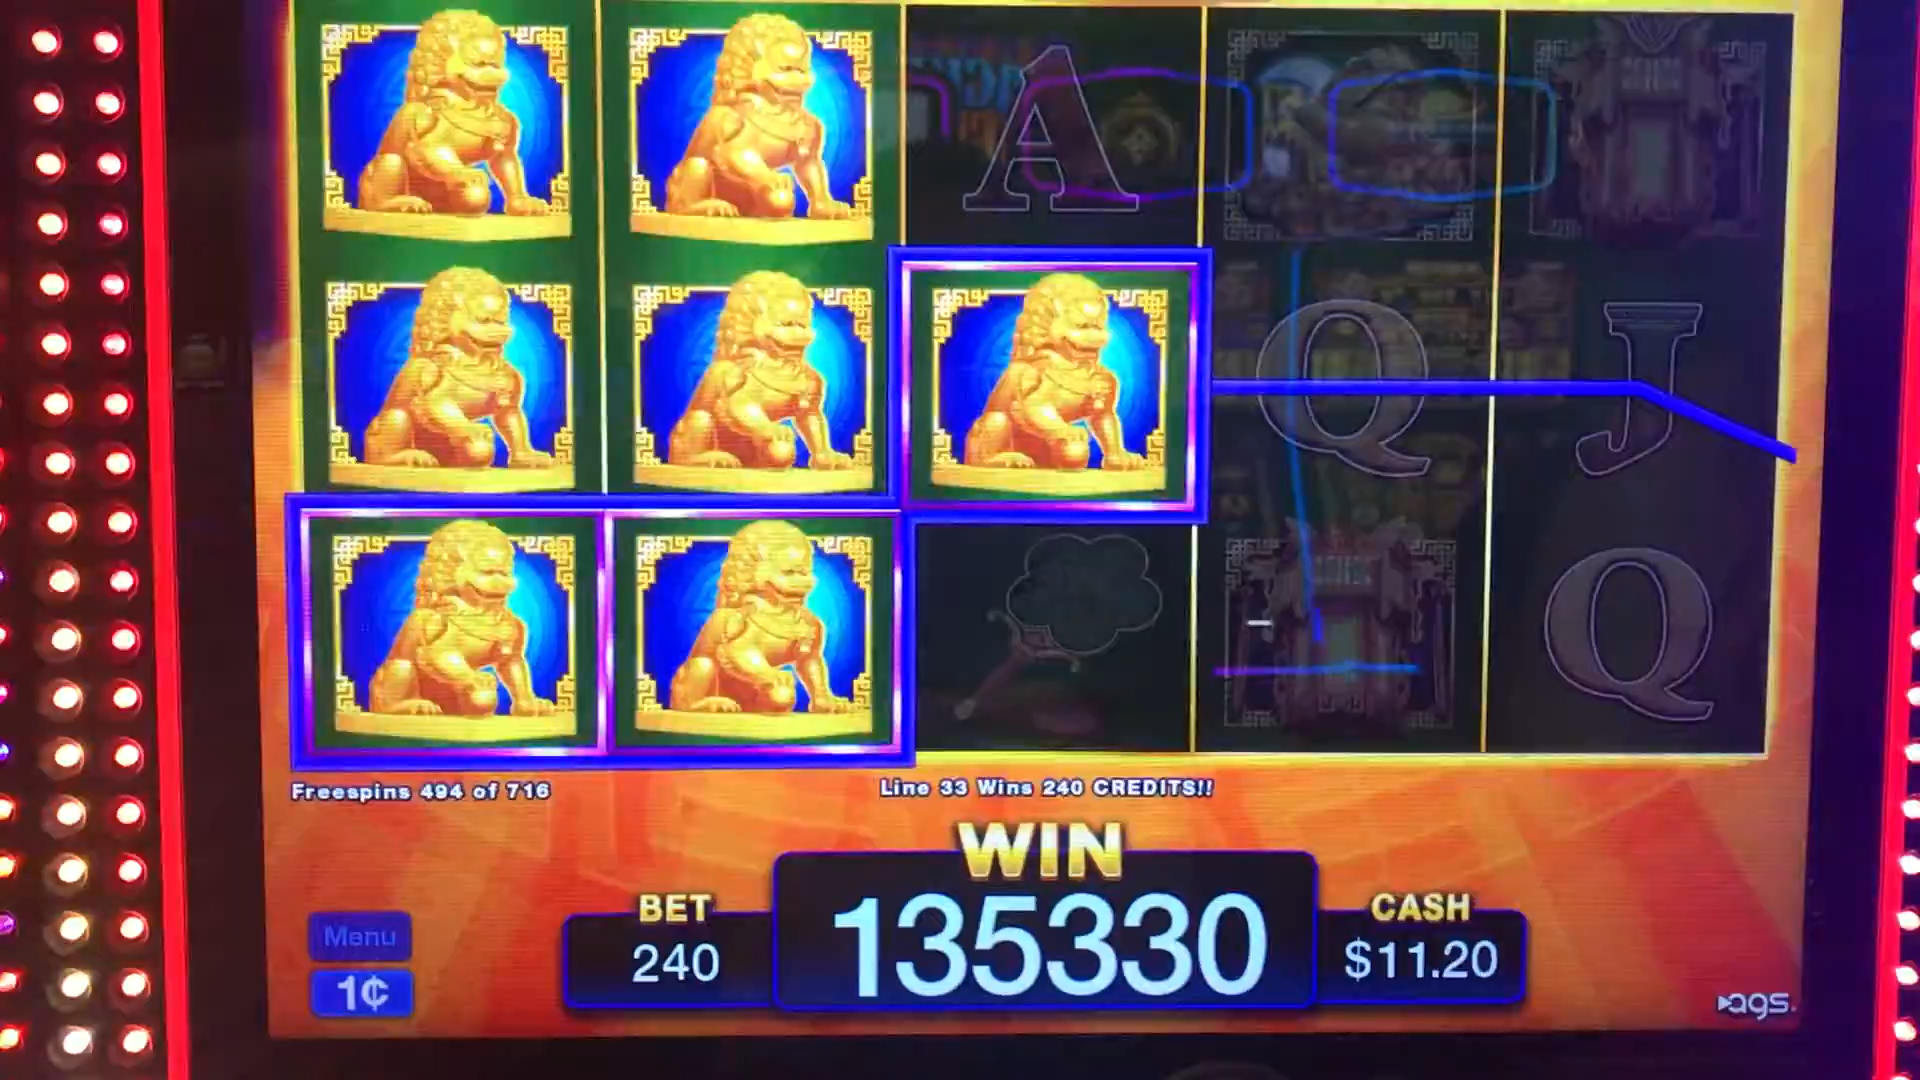 A
Q
J
Q
Freespins 494 of 716
Line 33 Wins 240 CREDITS!!
WIN
135330
BET
240
CASH
$11.20
Menu
1¢
ags.